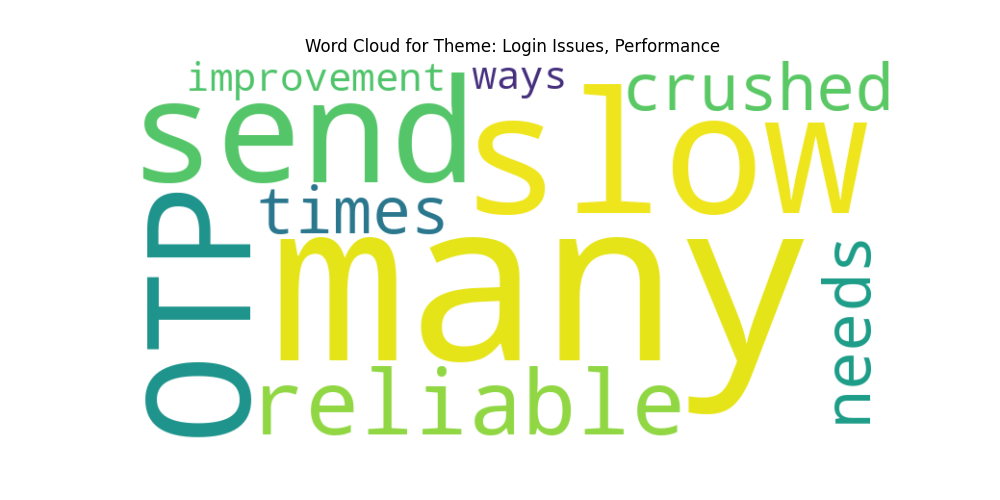 Word Cloud for Theme: Login Issues, Performance
improvement ways crushed
send slow
OTP times
many needs
reliable